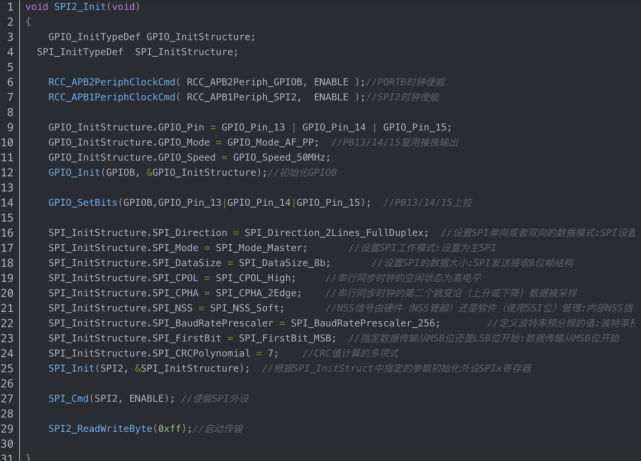 1 void SPI2_Init(void)
2 {
3 GPIO_InitTypeDef GPIO_InitStructure;
4 SPI_InitTypeDef SPI_InitStructure;
5
6 RCC_APB2PeriphClockCmd( RCC_APB2Periph_GPIOB, ENABLE );//PORTB时钟使能
7 RCC_APB1PeriphClockCmd( RCC_APB1Periph_SPI2, ENABLE );//SPI2时钟使能
8
9 GPIO_InitStructure.GPIO_Pin = GPIO_Pin_13 | GPIO_Pin_14 | GPIO_Pin_15;
10 GPIO_InitStructure.GPIO_Mode = GPIO_Mode_AF_PP; //PB13/14/15复用推挽输出
11 GPIO_InitStructure.GPIO_Speed = GPIO_Speed_50MHz;
12 GPIO_Init(GPIOB, &GPIO_InitStructure);//初始化GPIOB
13
14 GPIO_SetBits(GPIOB,GPIO_Pin_13|GPIO_Pin_14|GPIO_Pin_15); //PB13/14/15上拉
15
16 SPI_InitStructure.SPI_Direction = SPI_Direction_2Lines_FullDuplex; //设置SPI单向或者双向的数据模式:SPI设置
17 SPI_InitStructure.SPI_Mode = SPI_Mode_Master; //设置SPI工作模式:设置为主SPI
18 SPI_InitStructure.SPI_DataSize = SPI_DataSize_8b; //设置SPI的数据大小:SPI发送接收8位帧结构
19 SPI_InitStructure.SPI_CPOL = SPI_CPOL_High; //串行同步时钟的空闲状态为高电平
20 SPI_InitStructure.SPI_CPHA = SPI_CPHA_2Edge; //串行同步时钟的第二个跳变沿（上升或下降）数据被采样
21 SPI_InitStructure.SPI_NSS = SPI_NSS_Soft; //NSS信号由硬件（NSS管脚）还是软件（使用SSI位）管理:内部NSS信
22 SPI_InitStructure.SPI_BaudRatePrescaler = SPI_BaudRatePrescaler_256; //定义波特率预分频的值:波特率预
23 SPI_InitStructure.SPI_FirstBit = SPI_FirstBit_MSB; //指定数据传输从MSB位还是LSB位开始:数据传输从MSB位开始
24 SPI_InitStructure.SPI_CRCPolynomial = 7; //CRC值计算的多项式
25 SPI_Init(SPI2, &SPI_InitStructure); //根据SPI_InitStruct中指定的参数初始化外设SPIx寄存器
26
27 SPI_Cmd(SPI2, ENABLE); //使能SPI外设
28
29 SPI2_ReadWriteByte(0xff);//启动传输
30
31 }